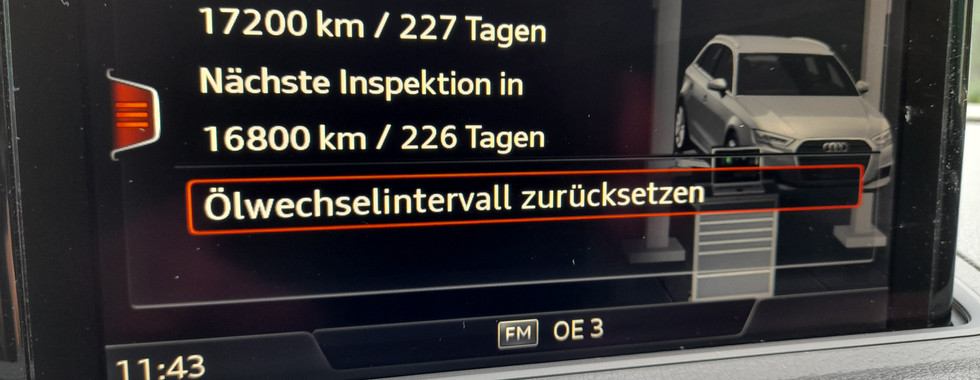 17200 km / 227 Tagen
Nächste Inspektion in
16800 km / 226 Tagen
Ölwechselintervall zurücksetzen
FM OE 3
11:43